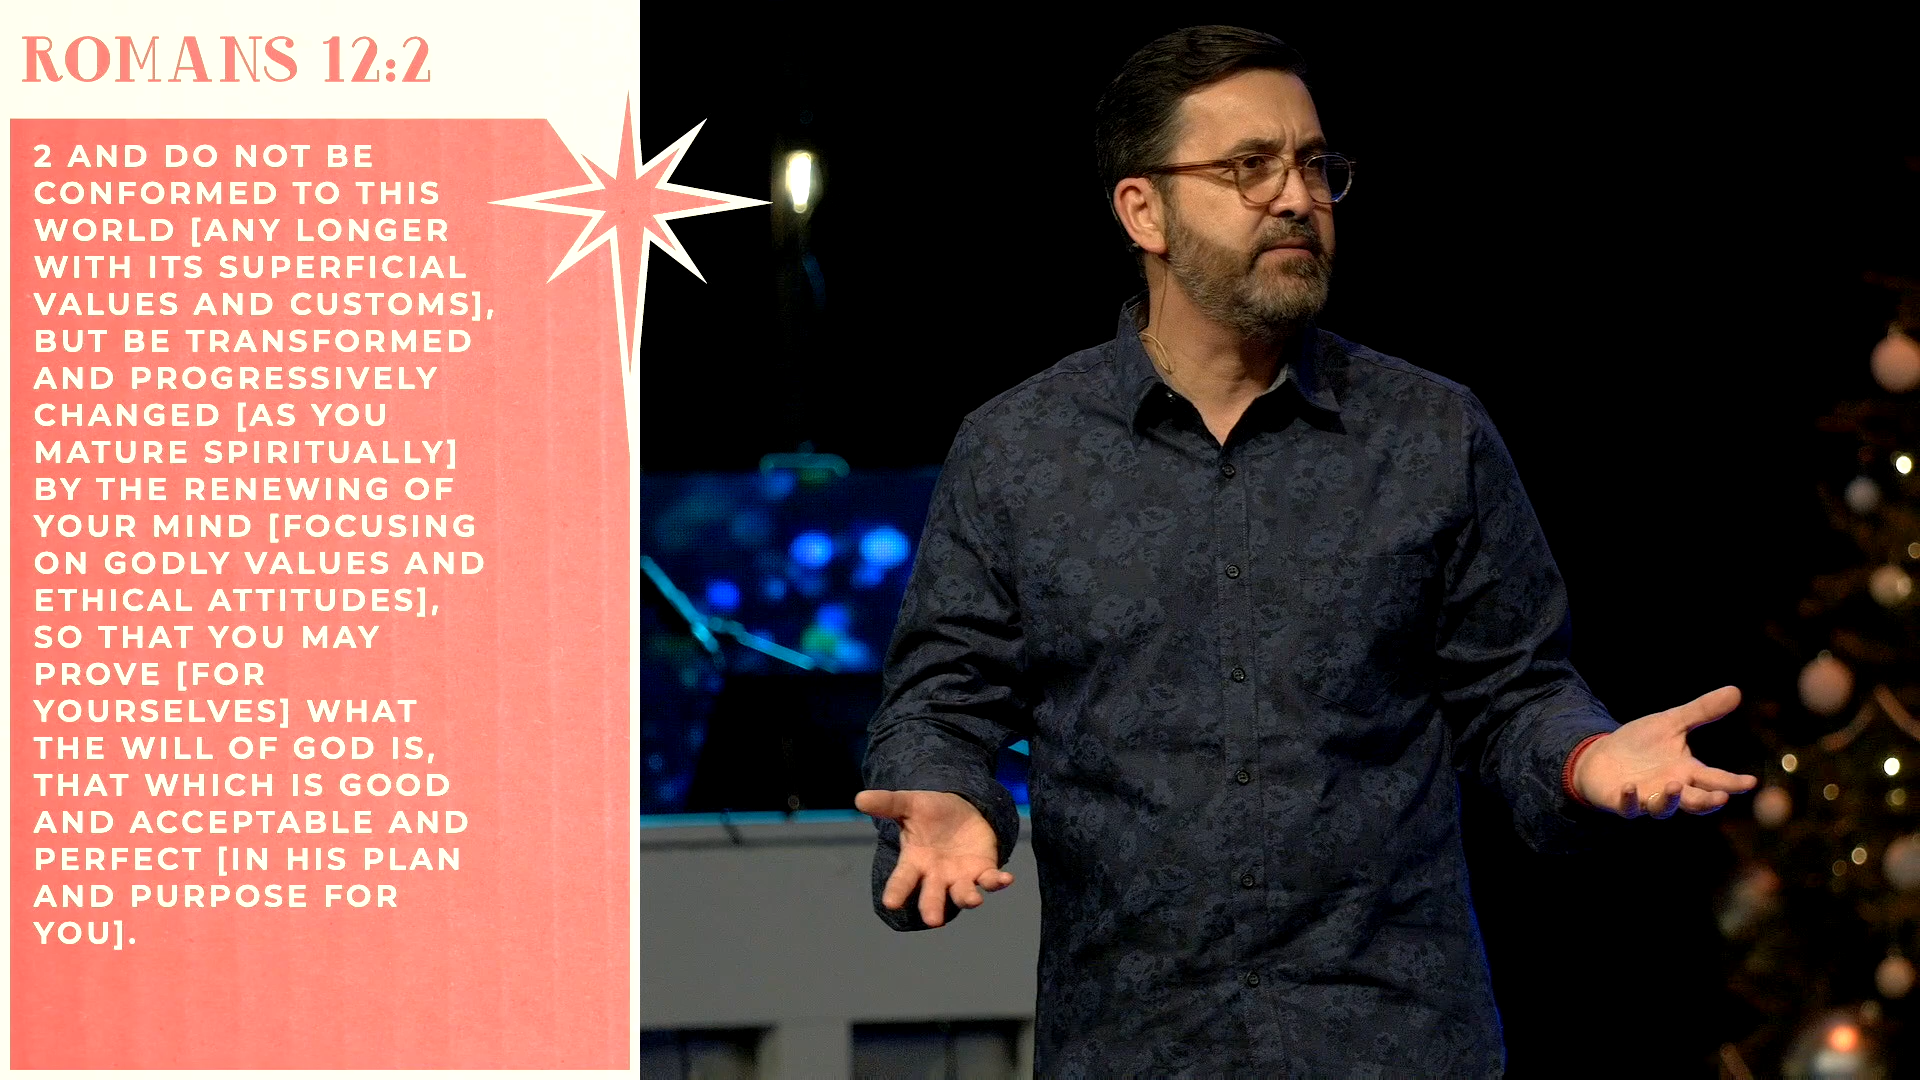 ROMANS 12:2
2 AND DO NOT BE
CONFORMED TO THIS
WORLD [ANY LONGER
WITH ITS SUPERFICIAL
VALUES AND CUSTOMS],
BUT BE TRANSFORMED
AND PROGRESSIVELY
CHANGED [AS YOU
MATURE SPIRITUALLY]
BY THE RENEWING OF
YOUR MIND [FOCUSING
ON GODLY VALUES AND
ETHICAL ATTITUDES],
SO THAT YOU MAY
PROVE [FOR
YOURSELVES] WHAT
THE WILL OF GOD IS,
THAT WHICH IS GOOD
AND ACCEPTABLE AND
PERFECT [IN HIS PLAN
AND PURPOSE FOR
YOU].